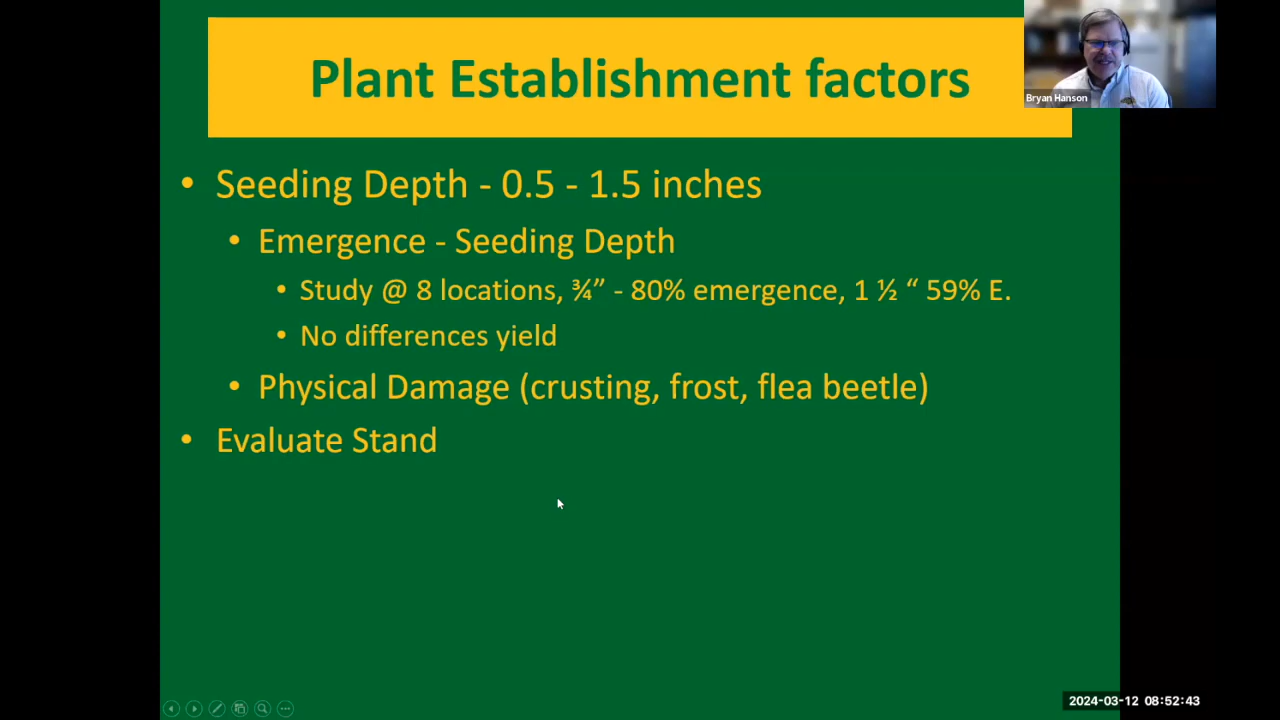 Plant Establishment factors
Bryan Hanson
• Seeding Depth - 0.5 - 1.5 inches
• Emergence - Seeding Depth
• Study @ 8 locations, ¾” - 80% emergence, 1 ½ “ 59% E.
• No differences yield
• Physical Damage (crusting, frost, flea beetle)
• Evaluate Stand
2024-03-12 08:52:43